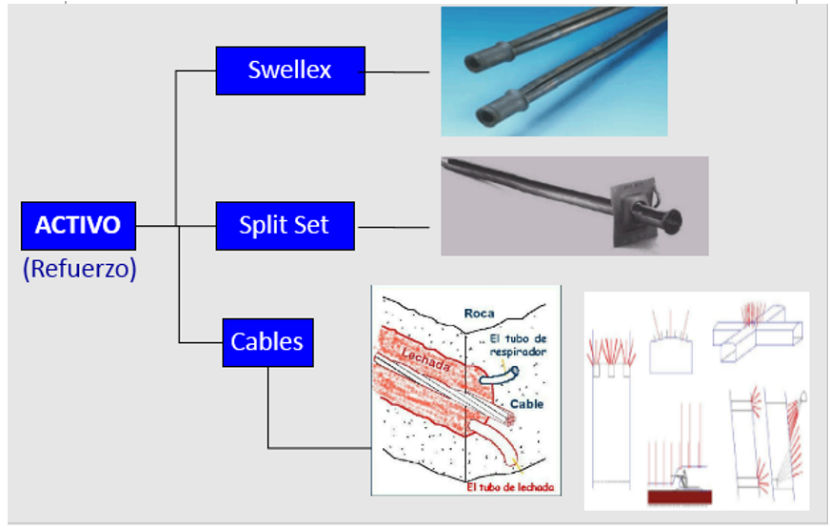 Swellex
ACTIVO
(Refuerzo)
Split Set
Cables
Roca
El tubo de
respirador
Lechada
Cable
El tubo de lechada